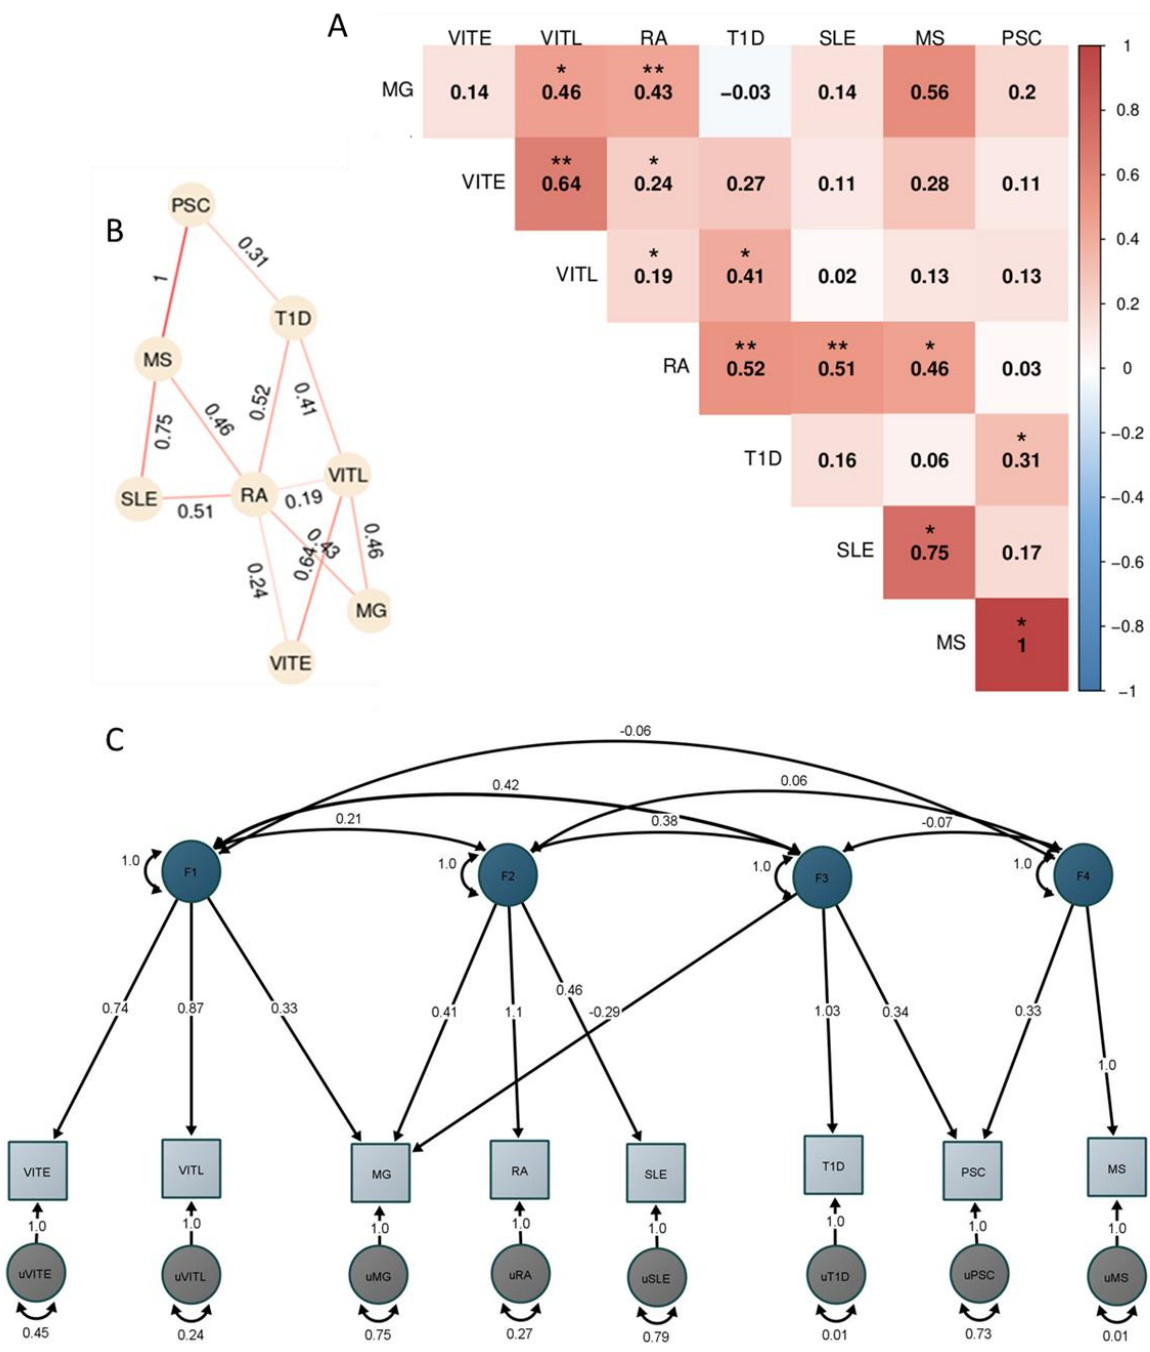 A
VITE VITL RA T1D SLE MS PSC
MG 0.14 * 0.46 ** 0.43 −0.03 0.14 0.56 0.2
VITE ** 0.64 * 0.24 0.27 0.11 0.28 0.11
VITL * 0.19 * 0.41 0.02 0.13 0.13
RA ** 0.52 ** 0.51 * 0.46 0.03
T1D 0.16 0.06 * 0.31
SLE * 0.75 0.17
MS * 1
1
0.8
0.6
0.4
0.2
0
−0.2
−0.4
−0.6
−0.8
−1
B
PSC
0.31
1
T1D
MS
0.52
0.41
0.46
0.75
VITL
SLE
RA
0.19
0.51
0.43
0.46
0.64
0.24
MG
VITE
C
-0.06
0.42
0.06
0.21
0.38
-0.07
1.0 F1 1.0 F2 1.0 F3 1.0 F4
0.74 0.87 0.33 0.41 1.1 0.46 -0.29 1.03 0.34 0.33 1.0
VITE VITL MG RA SLE T1D PSC MS
1.0 1.0 1.0 1.0 1.0 1.0 1.0 1.0
uVITE uVITL uMG uRA uSLE uT1D uPSC uMS
0.45 0.24 0.75 0.27 0.79 0.01 0.73 0.01